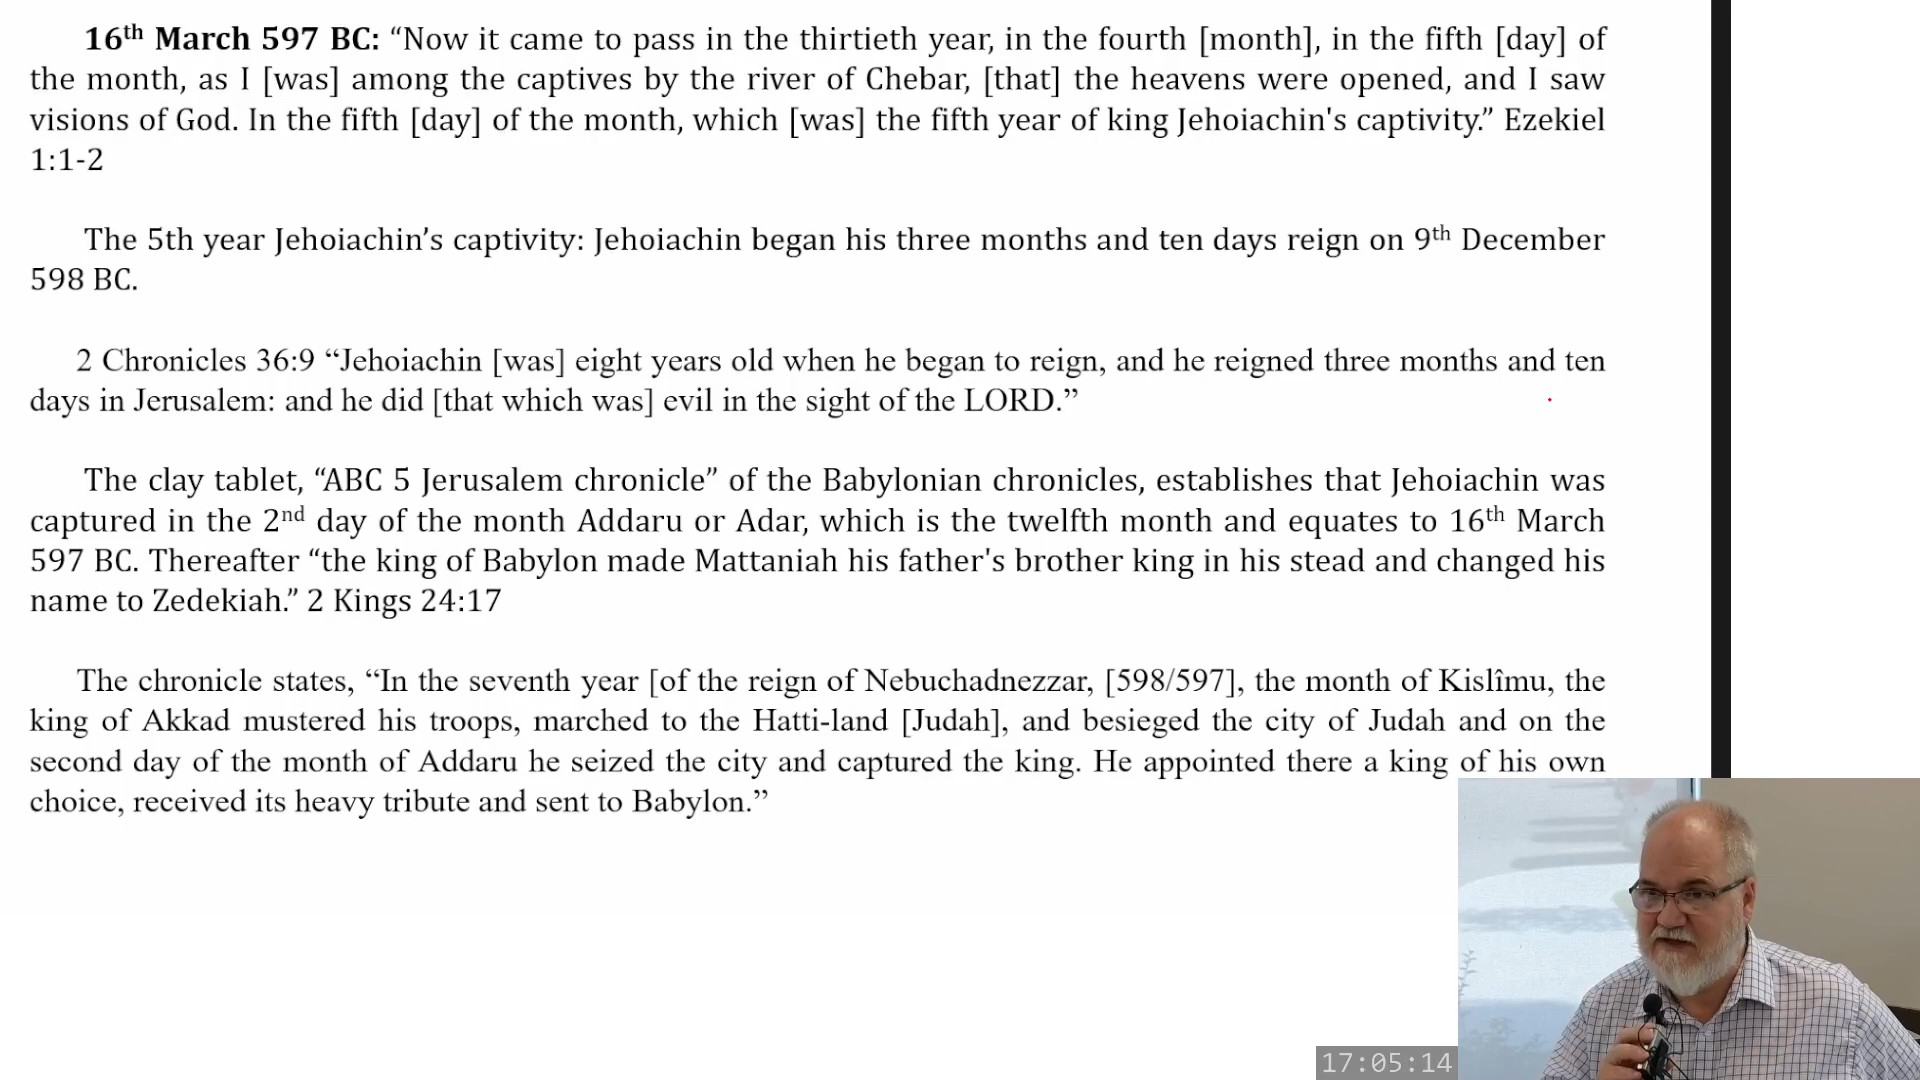 16th March 597 BC: “Now it came to pass in the thirtieth year, in the fourth [month], in the fifth [day] of
the month, as I [was] among the captives by the river of Chebar, [that] the heavens were opened, and I saw
visions of God. In the fifth [day] of the month, which [was] the fifth year of king Jehoiachin's captivity.” Ezekiel
1:1-2
The 5th year Jehoiachin’s captivity: Jehoiachin began his three months and ten days reign on 9th December
598 BC.
2 Chronicles 36:9 “Jehoiachin [was] eight years old when he began to reign, and he reigned three months and ten
days in Jerusalem: and he did [that which was] evil in the sight of the LORD.”
The clay tablet, “ABC 5 Jerusalem chronicle” of the Babylonian chronicles, establishes that Jehoiachin was
captured in the 2nd day of the month Addaru or Adar, which is the twelfth month and equates to 16th March
597 BC. Thereafter “the king of Babylon made Mattaniah his father's brother king in his stead and changed his
name to Zedekiah.” 2 Kings 24:17
The chronicle states, “In the seventh year [of the reign of Nebuchadnezzar, [598/597], the month of Kislîmu, the
king of Akkad mustered his troops, marched to the Hatti-land [Judah], and besieged the city of Judah and on the
second day of the month of Addaru he seized the city and captured the king. He appointed there a king of his own
choice, received its heavy tribute and sent to Babylon.”
17:05:14